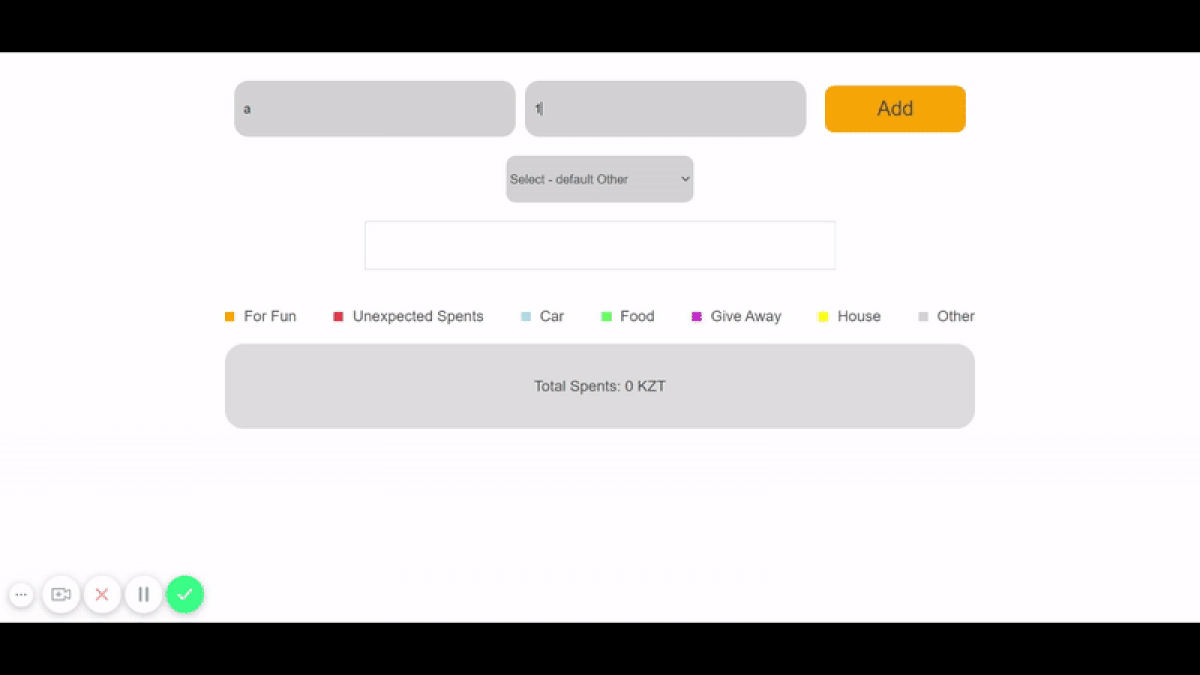 a
1
Add
Select - default Other
For Fun
Unexpected Spents
Car
Food
Give Away
House
Other
Total Spents: 0 KZT